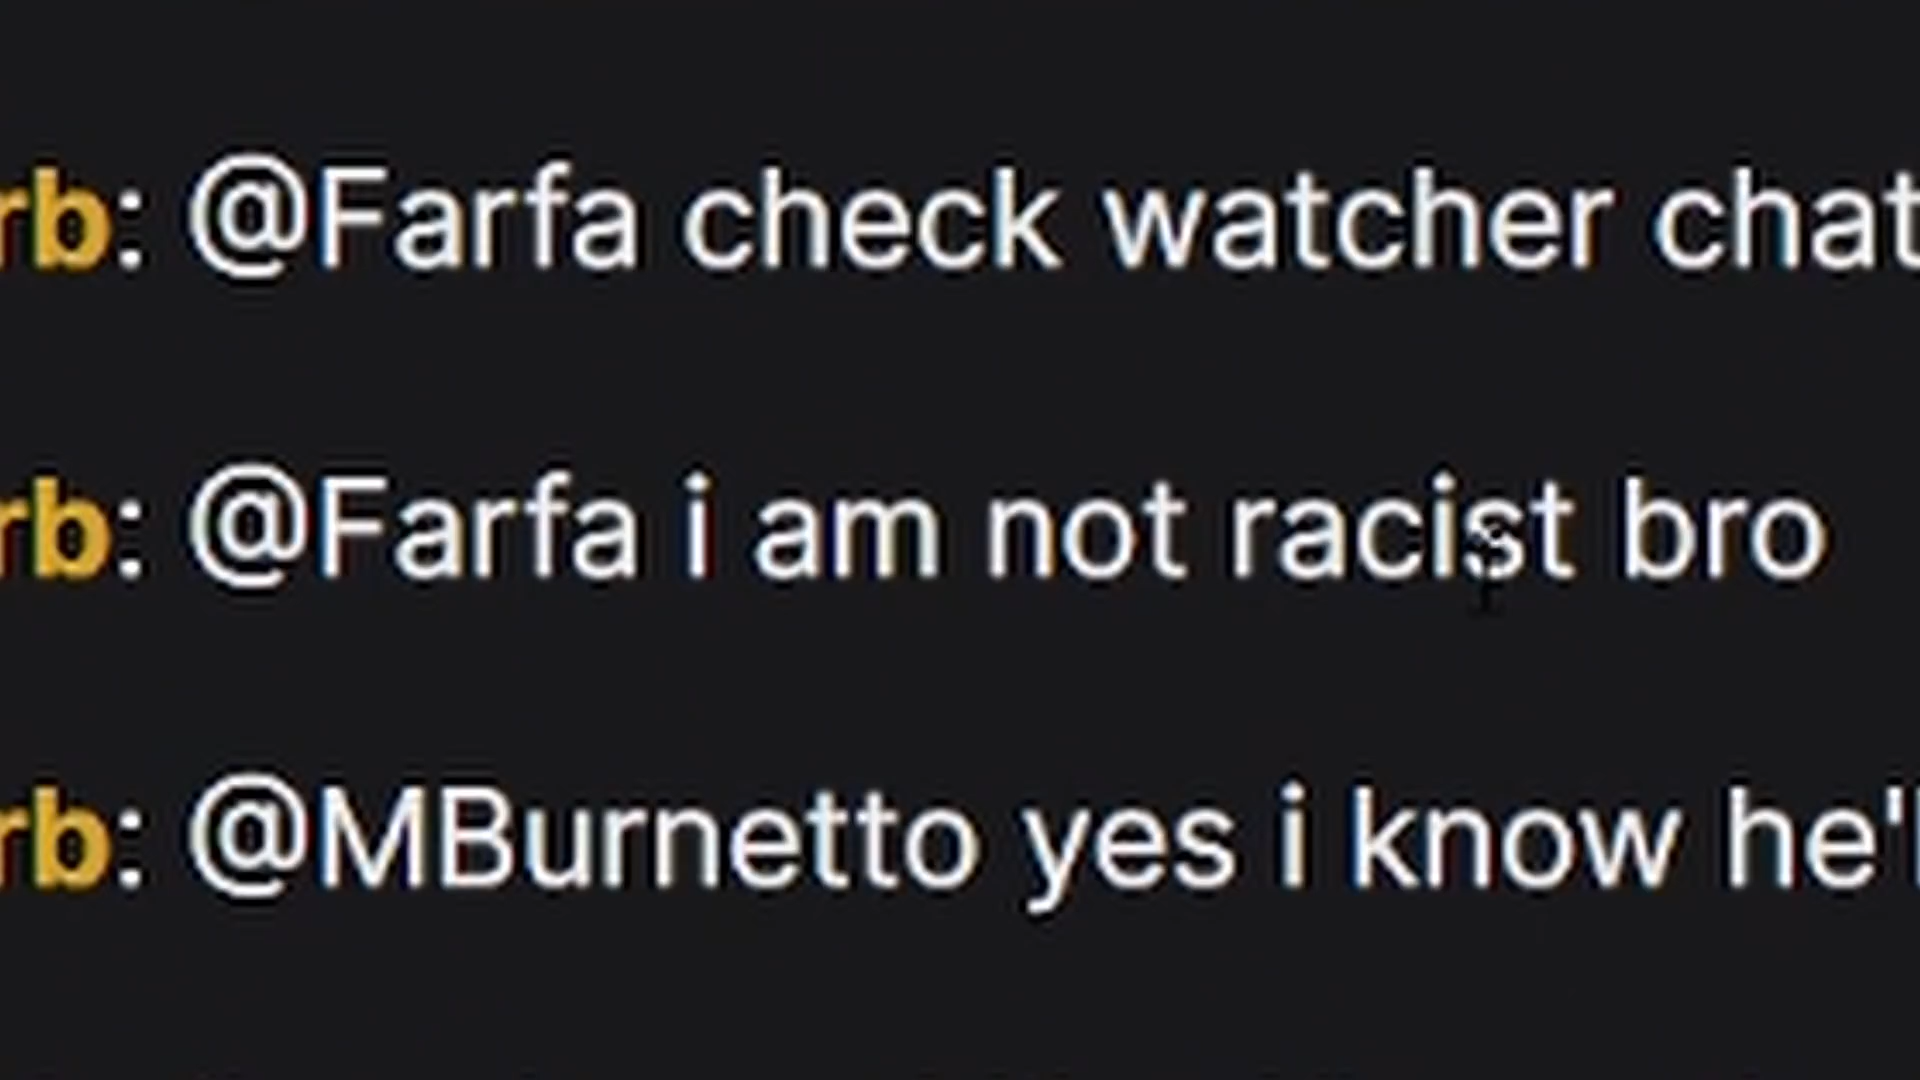 rb: @Farfa check watcher chat
rb: @Farfa i am not racist bro
rb: @MBurnetto yes i know he'l